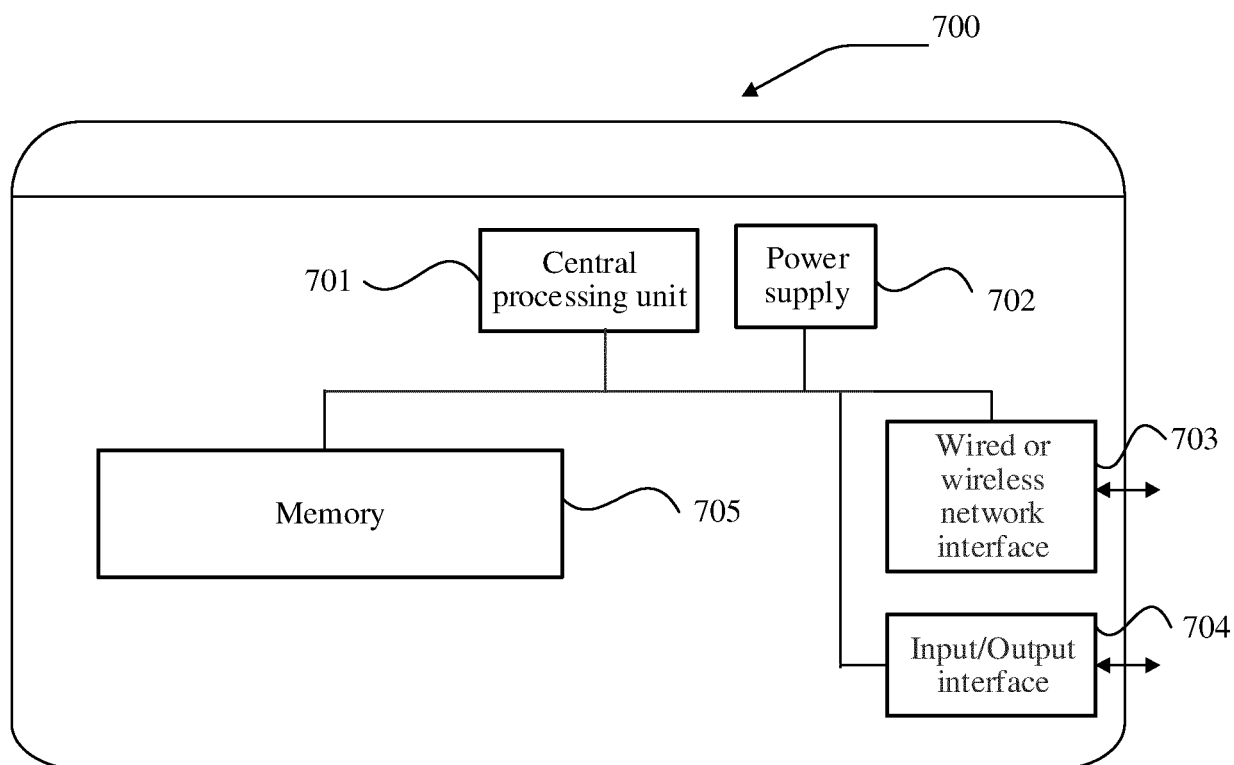 700
701
Central
processing unit
Power
supply
702
Wired or
wireless
network
interface
703
Memory
705
Input/Output
interface
704